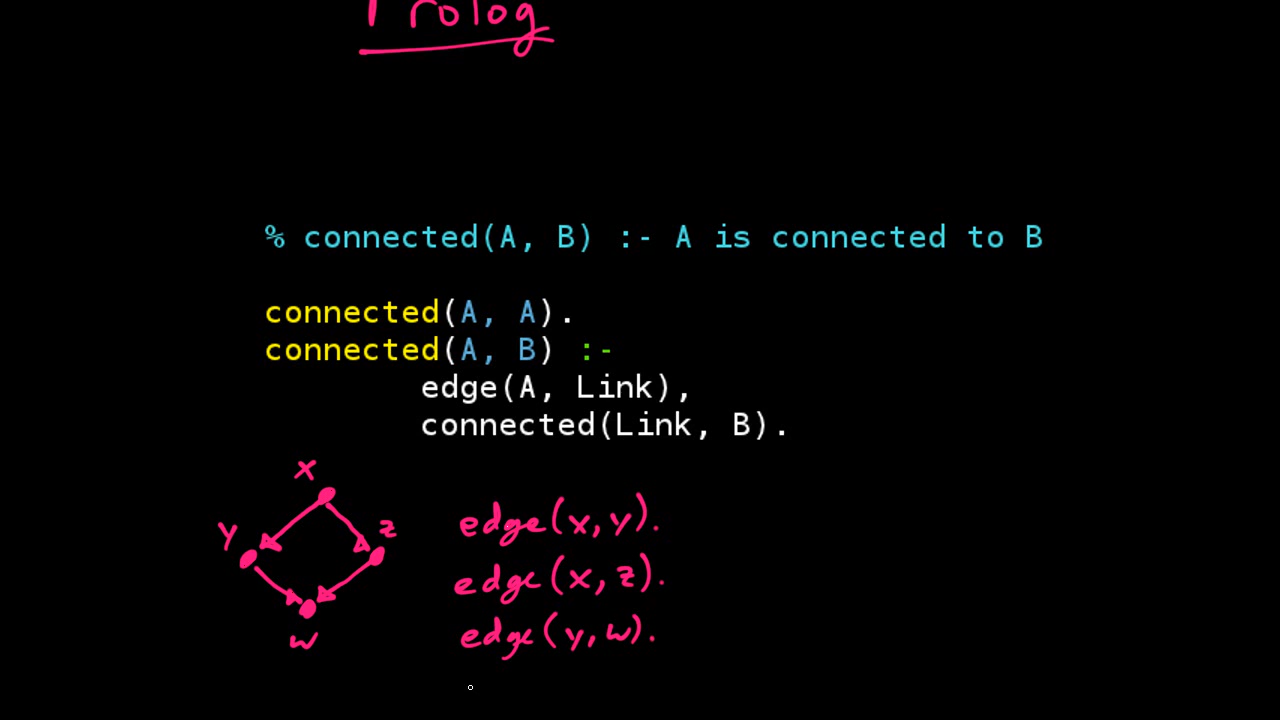 Prolog
% connected(A, B) :- A is connected to B
connected(A, A).
connected(A, B) :-
edge(A, Link),
connected(Link, B).
x
y
z
w
edge(x,y).
edge(x,z).
edge(y,w).